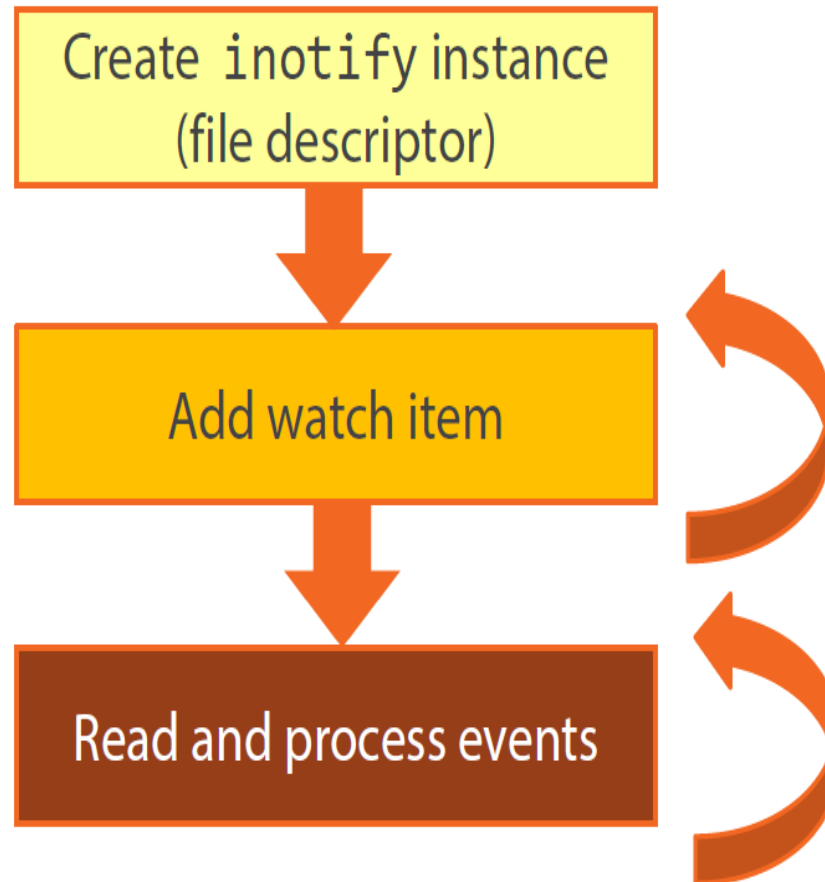 Create inotify instance
(file descriptor)
Add watch item
Read and process events